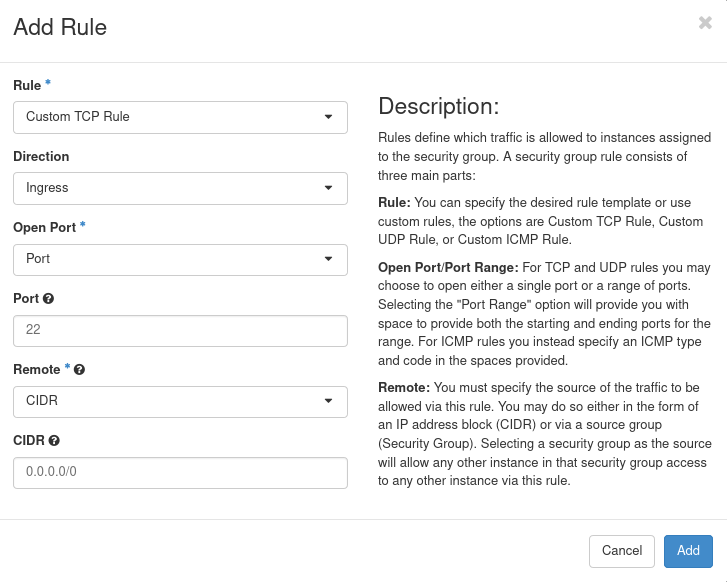 Add Rule
×
Rule *
Custom TCP Rule
Direction
Ingress
Open Port *
Port
Port ?
22
Remote * ?
CIDR
CIDR ?
0.0.0.0/0
Description:
Rules define which traffic is allowed to instances assigned
to the security group. A security group rule consists of
three main parts:
Rule: You can specify the desired rule template or use
custom rules, the options are Custom TCP Rule, Custom
UDP Rule, or Custom ICMP Rule.
Open Port/Port Range: For TCP and UDP rules you may
choose to open either a single port or a range of ports.
Selecting the "Port Range" option will provide you with
space to provide both the starting and ending ports for the
range. For ICMP rules you instead specify an ICMP type
and code in the spaces provided.
Remote: You must specify the source of the traffic to be
allowed via this rule. You may do so either in the form of
an IP address block (CIDR) or via a source group
(Security Group). Selecting a security group as the source
will allow any other instance in that security group access
to any other instance via this rule.
Cancel
Add